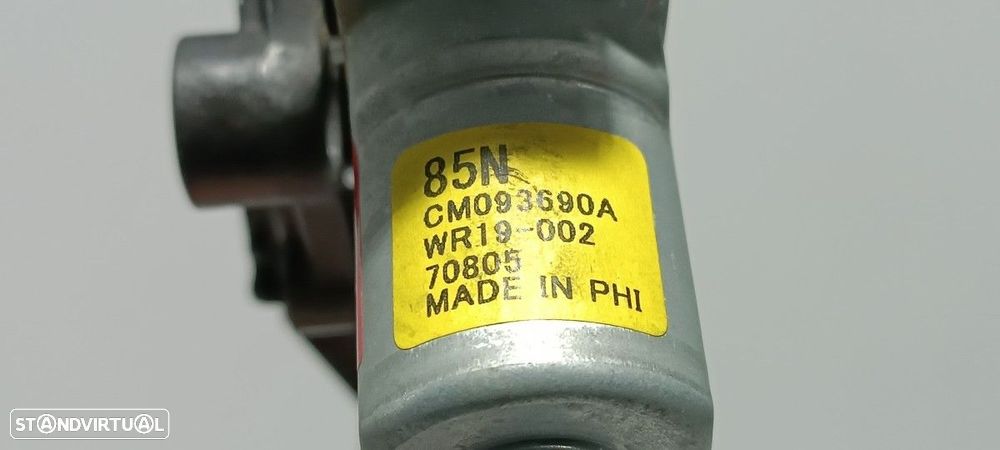 85N
CM093690A
WR19-002
70805
MADE IN PHI
STANDVIRTUAL